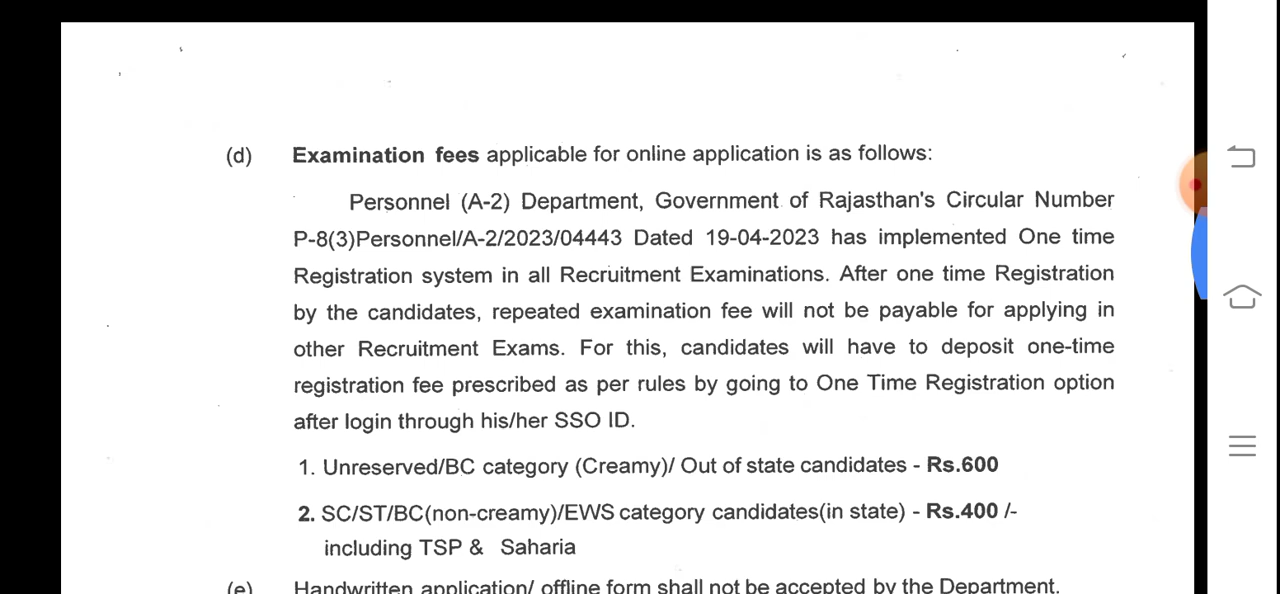 (d) Examination fees applicable for online application is as follows:
Personnel (A-2) Department, Government of Rajasthan's Circular Number
P-8(3)Personnel/A-2/2023/04443 Dated 19-04-2023 has implemented One time
Registration system in all Recruitment Examinations. After one time Registration
by the candidates, repeated examination fee will not be payable for applying in
other Recruitment Exams. For this, candidates will have to deposit one-time
registration fee prescribed as per rules by going to One Time Registration option
after login through his/her SSO ID.
1. Unreserved/BC category (Creamy)/ Out of state candidates - Rs.600
2. SC/ST/BC(non-creamy)/EWS category candidates(in state) - Rs.400 /-
including TSP & Saharia
(e) Handwritten application/ offline form shall not be accepted by the Department.